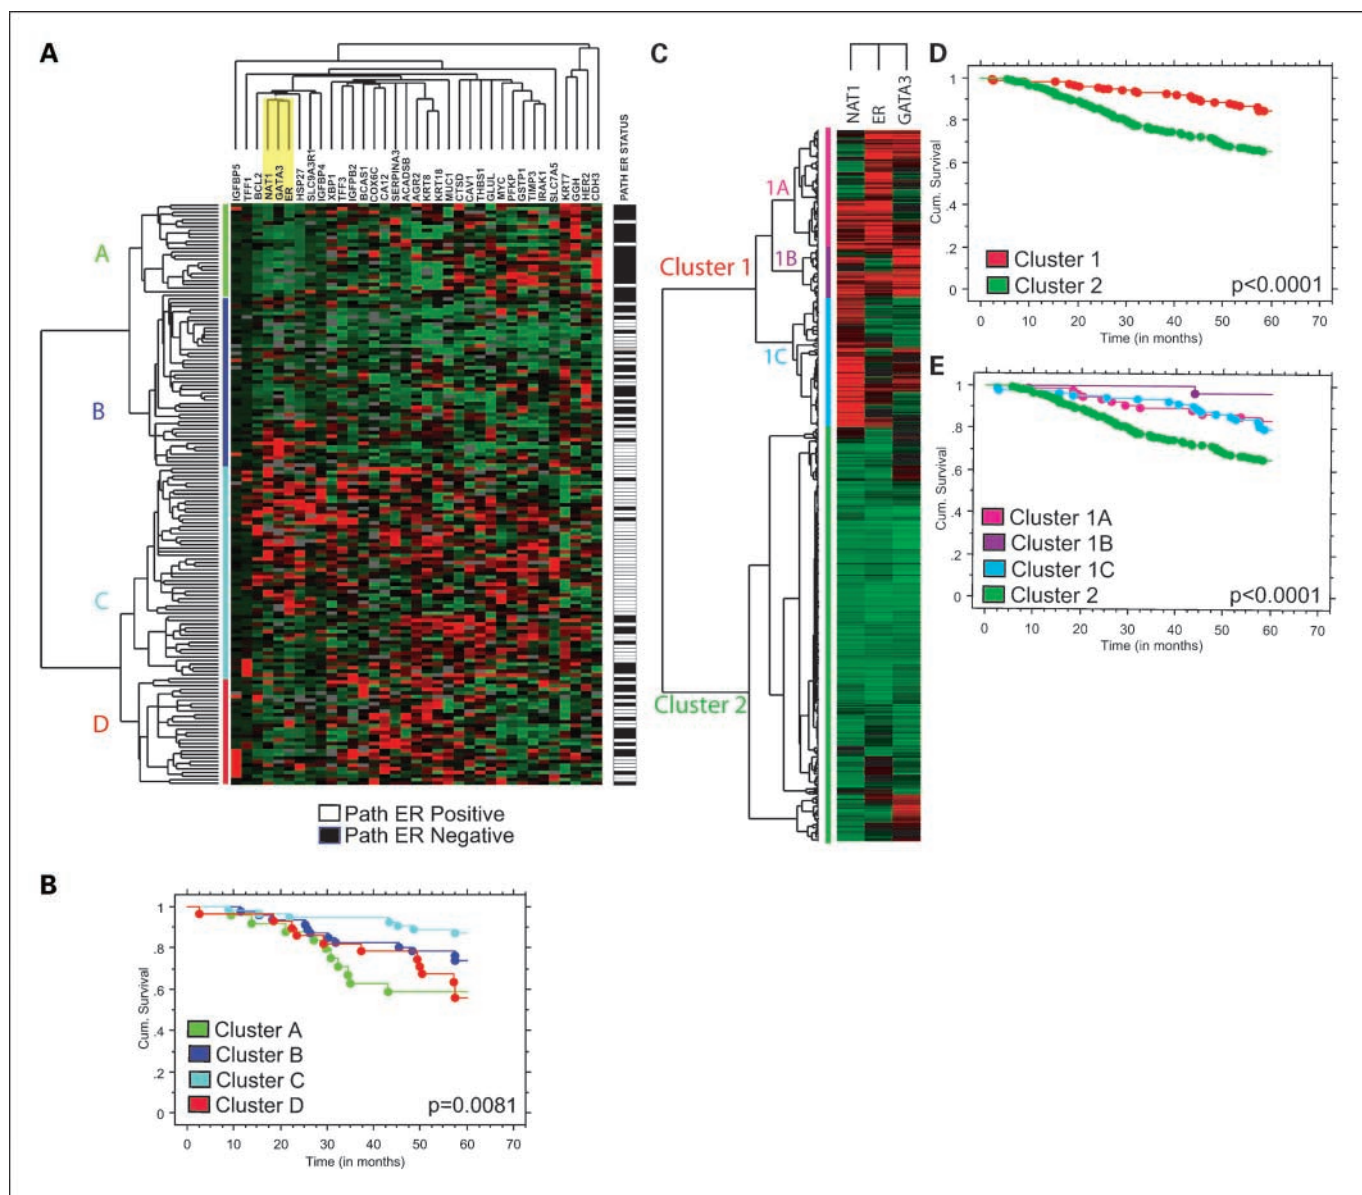 A
IGFBP5
TFF1
BCL2
NAT1
GATA3
ER
HSP27
SLC9A3R1
IGFBP4
XBP1
TFF3
IGFPB2
BCAS1
COX6C
CA12
SERPINA3
ACADSB
AGR2
KRT8
KRT18
MUC1
CTSD
CAV1
THBS1
GLUL
MYC
PFKP
GSTP1
TIMP3
IRAK1
SLC7A5
KRT7
GGH
HER2
CDH3
PATH ER STATUS
A
B
C
D
Path ER Positive
Path ER Negative
B
Cum. Survival
1
.8
.6
.4
.2
0
Cluster A
Cluster B
Cluster C
Cluster D
p=0.0081
0 10 20 30 40 50 60 70
Time (in months)
C
NAT1
ER
GATA3
1A
1B
Cluster 1
1C
Cluster 2
D
Cum. Survival
1
.8
.6
.4
.2
0
Cluster 1
Cluster 2
p<0.0001
0 10 20 30 40 50 60 70
Time (in months)
E
Cum. Survival
1
.8
.6
.4
.2
0
Cluster 1A
Cluster 1B
Cluster 1C
Cluster 2
p<0.0001
0 10 20 30 40 50 60 70
Time (in months)